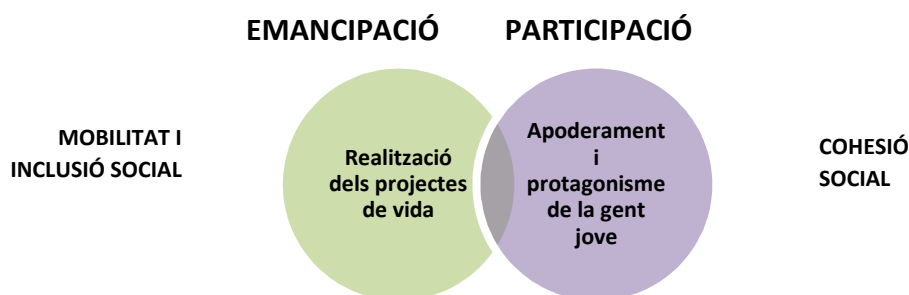 EMANCIPACIÓ
PARTICIPACIÓ
MOBILITAT I
INCLUSIÓ SOCIAL
Realització
dels projectes
de vida
Apoderament
i
protagonisme
de la gent
jove
COHESIÓ
SOCIAL